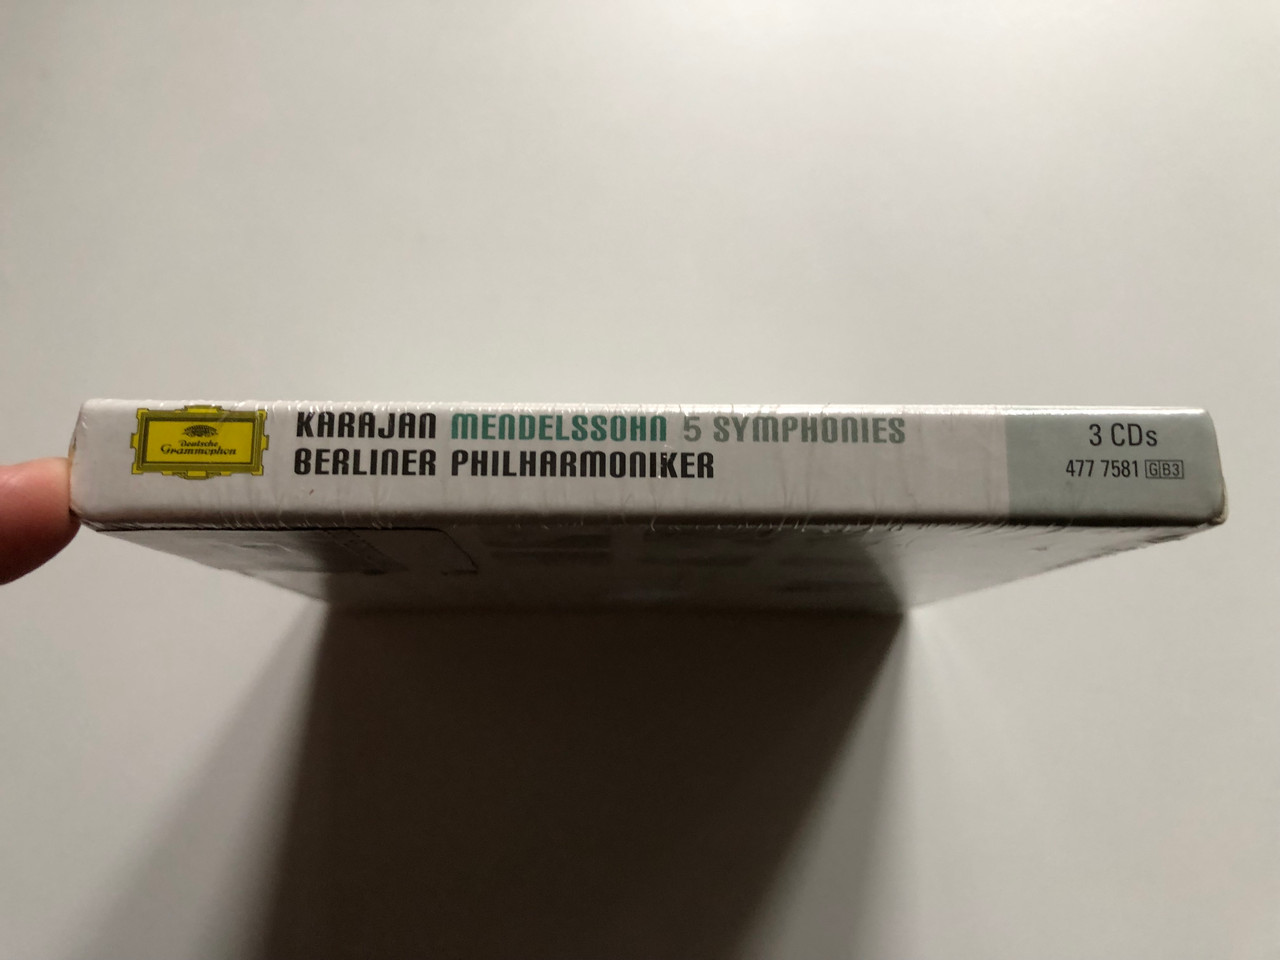 Deutsche
Grammophon
KARAJAN MENDELSSOHN 5 SYMPHONIES
BERLINER PHILHARMONIKER
3 CDs
477 7581 GB3